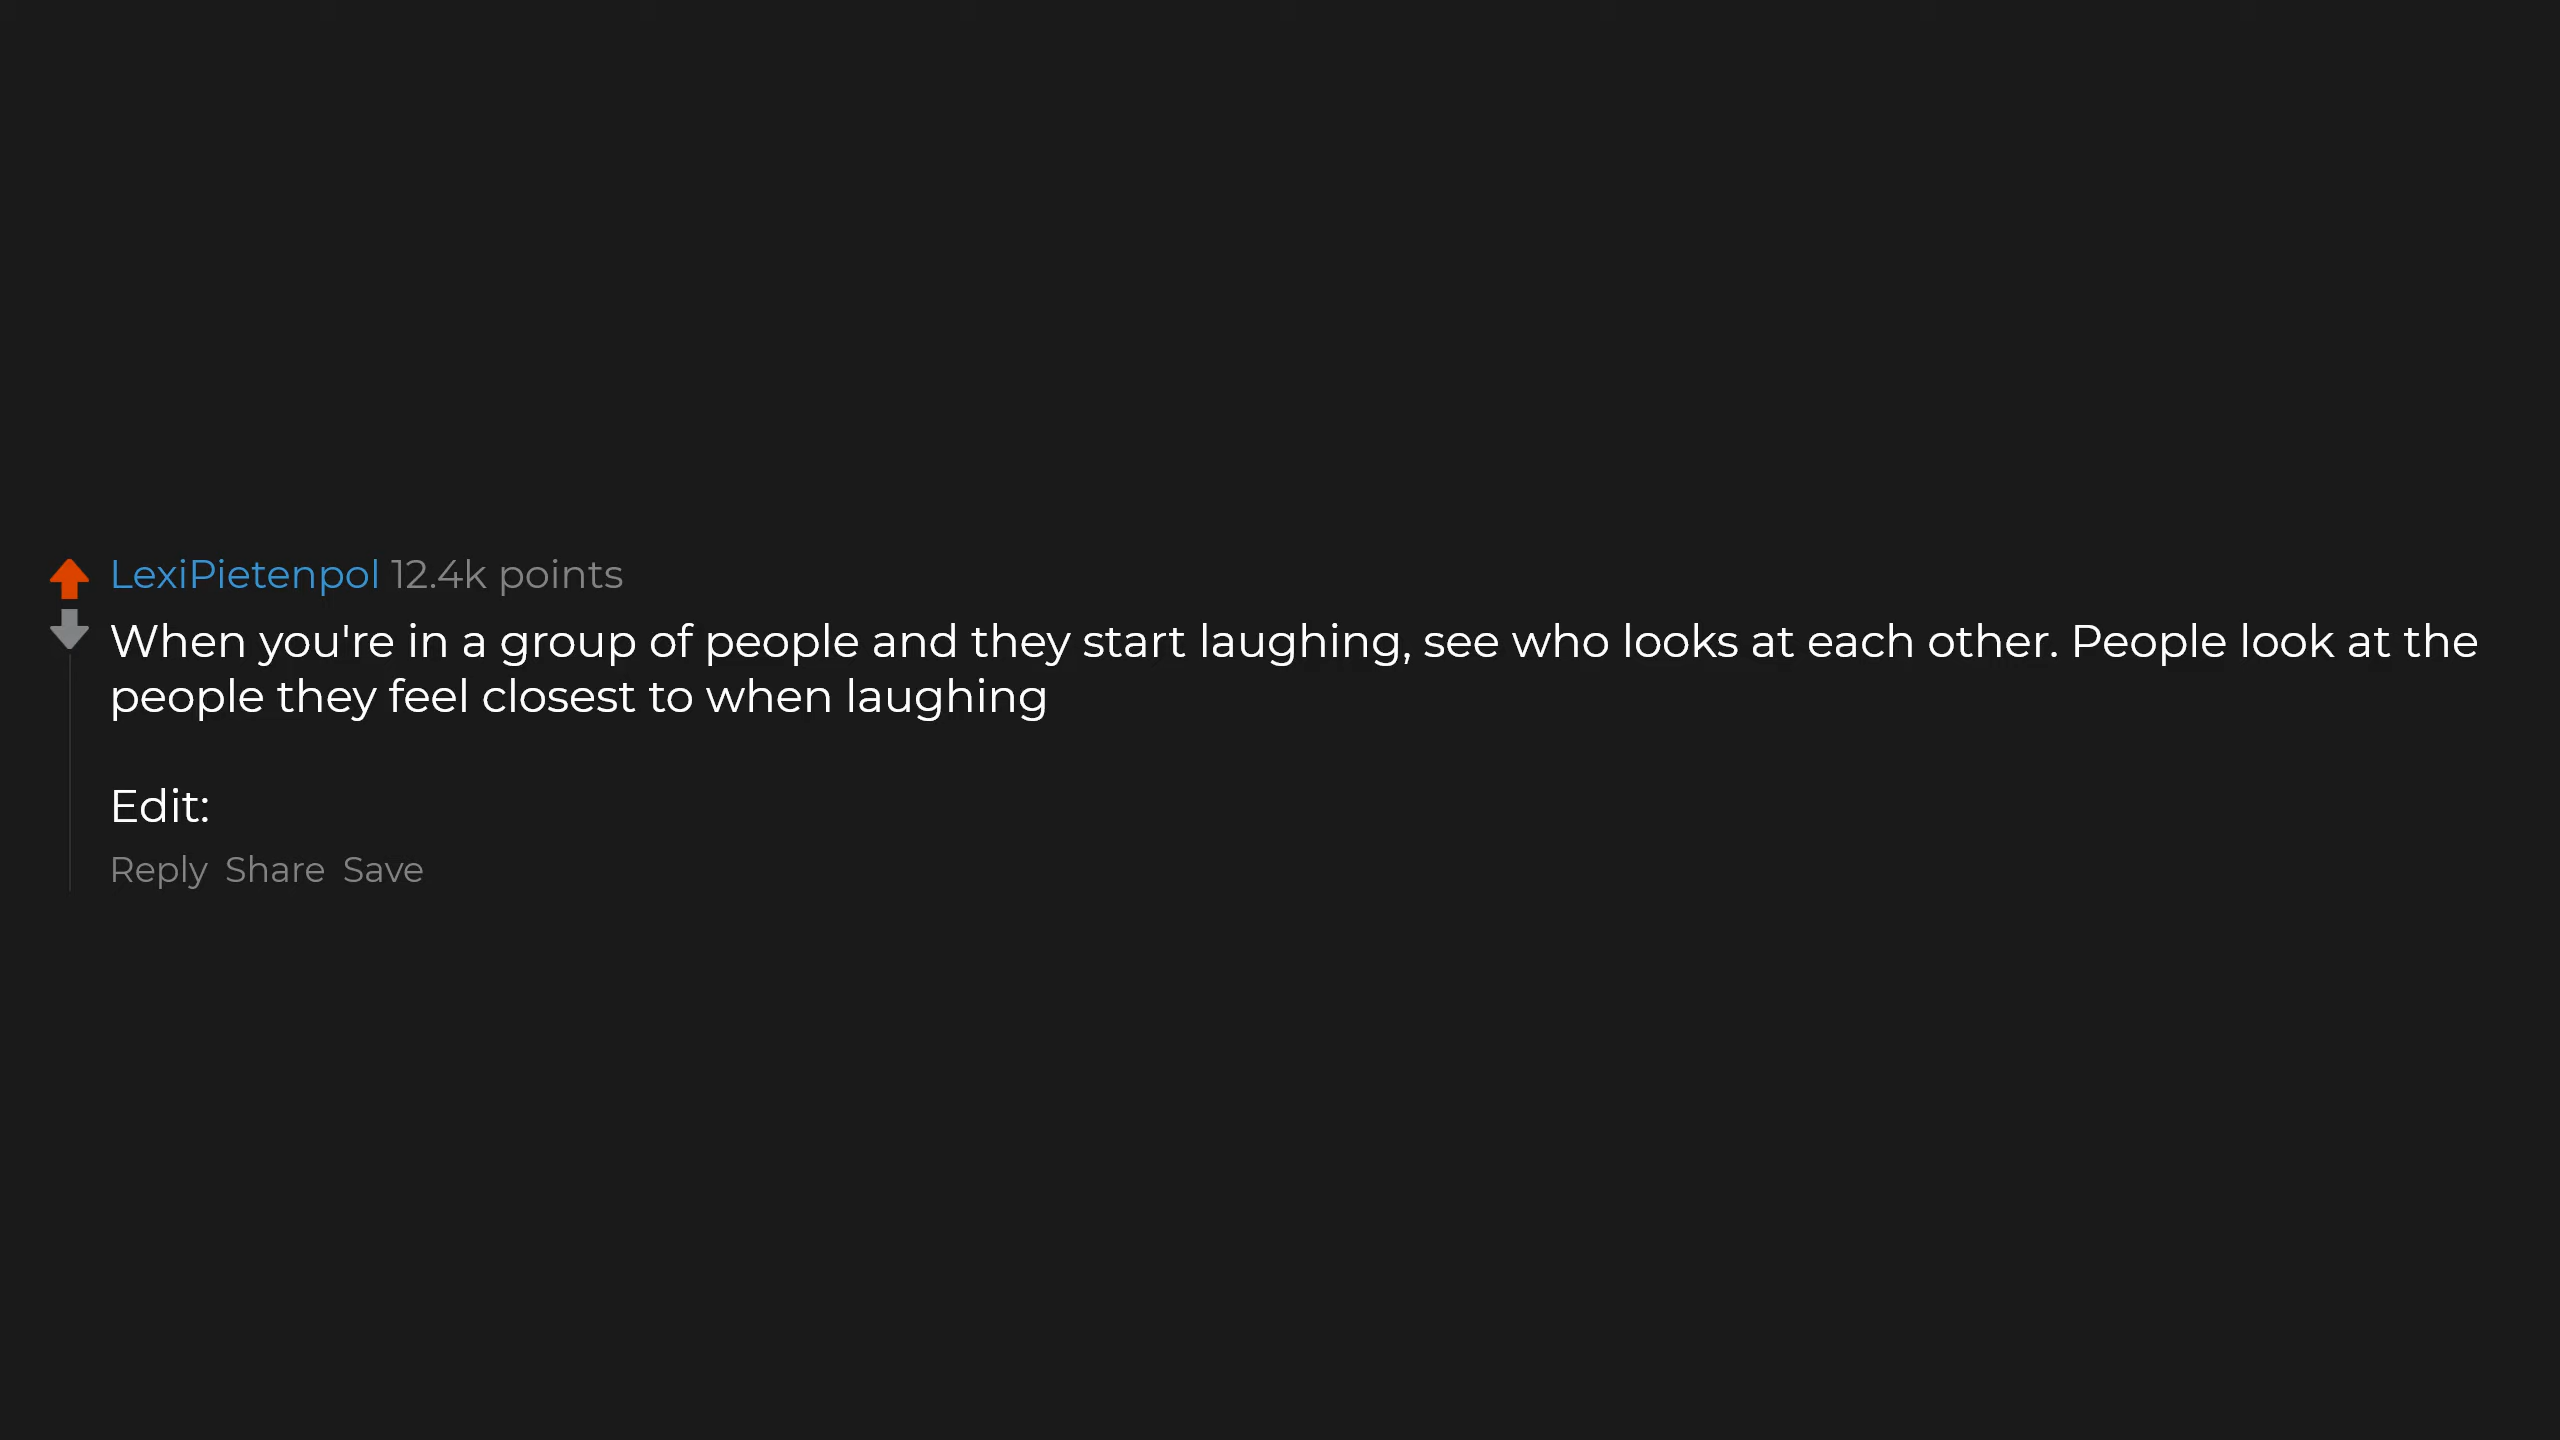 LexiPietenpol 12.4k points
When you're in a group of people and they start laughing, see who looks at each other. People look at the
people they feel closest to when laughing
Edit:
Reply Share Save